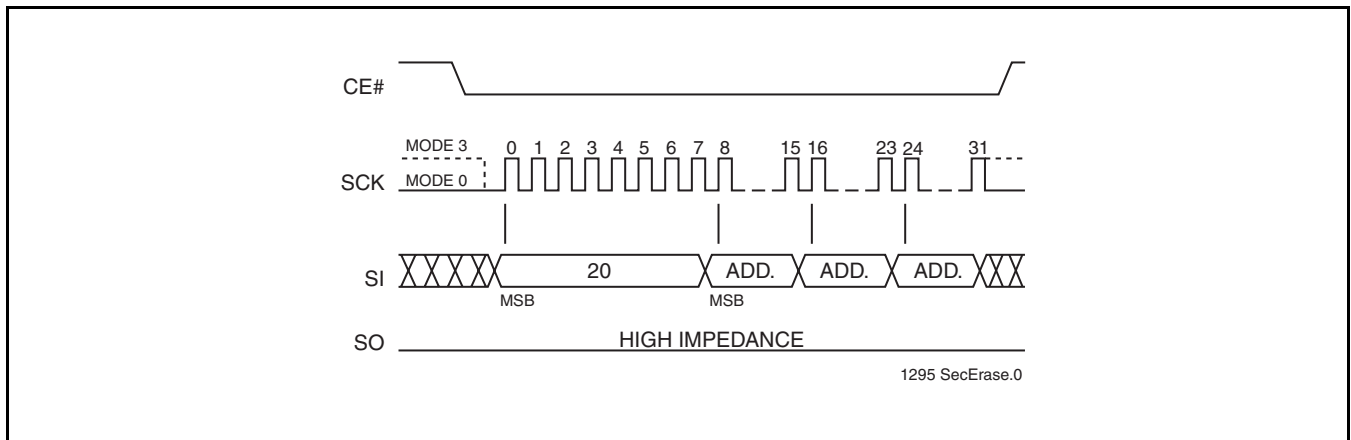 CE#
MODE 3
0 1 2 3 4 5 6 7 8 15 16 23 24 31
SCK
MODE 0
SI
20 ADD. ADD. ADD.
MSB MSB
SO
HIGH IMPEDANCE
1295 SecErase.0